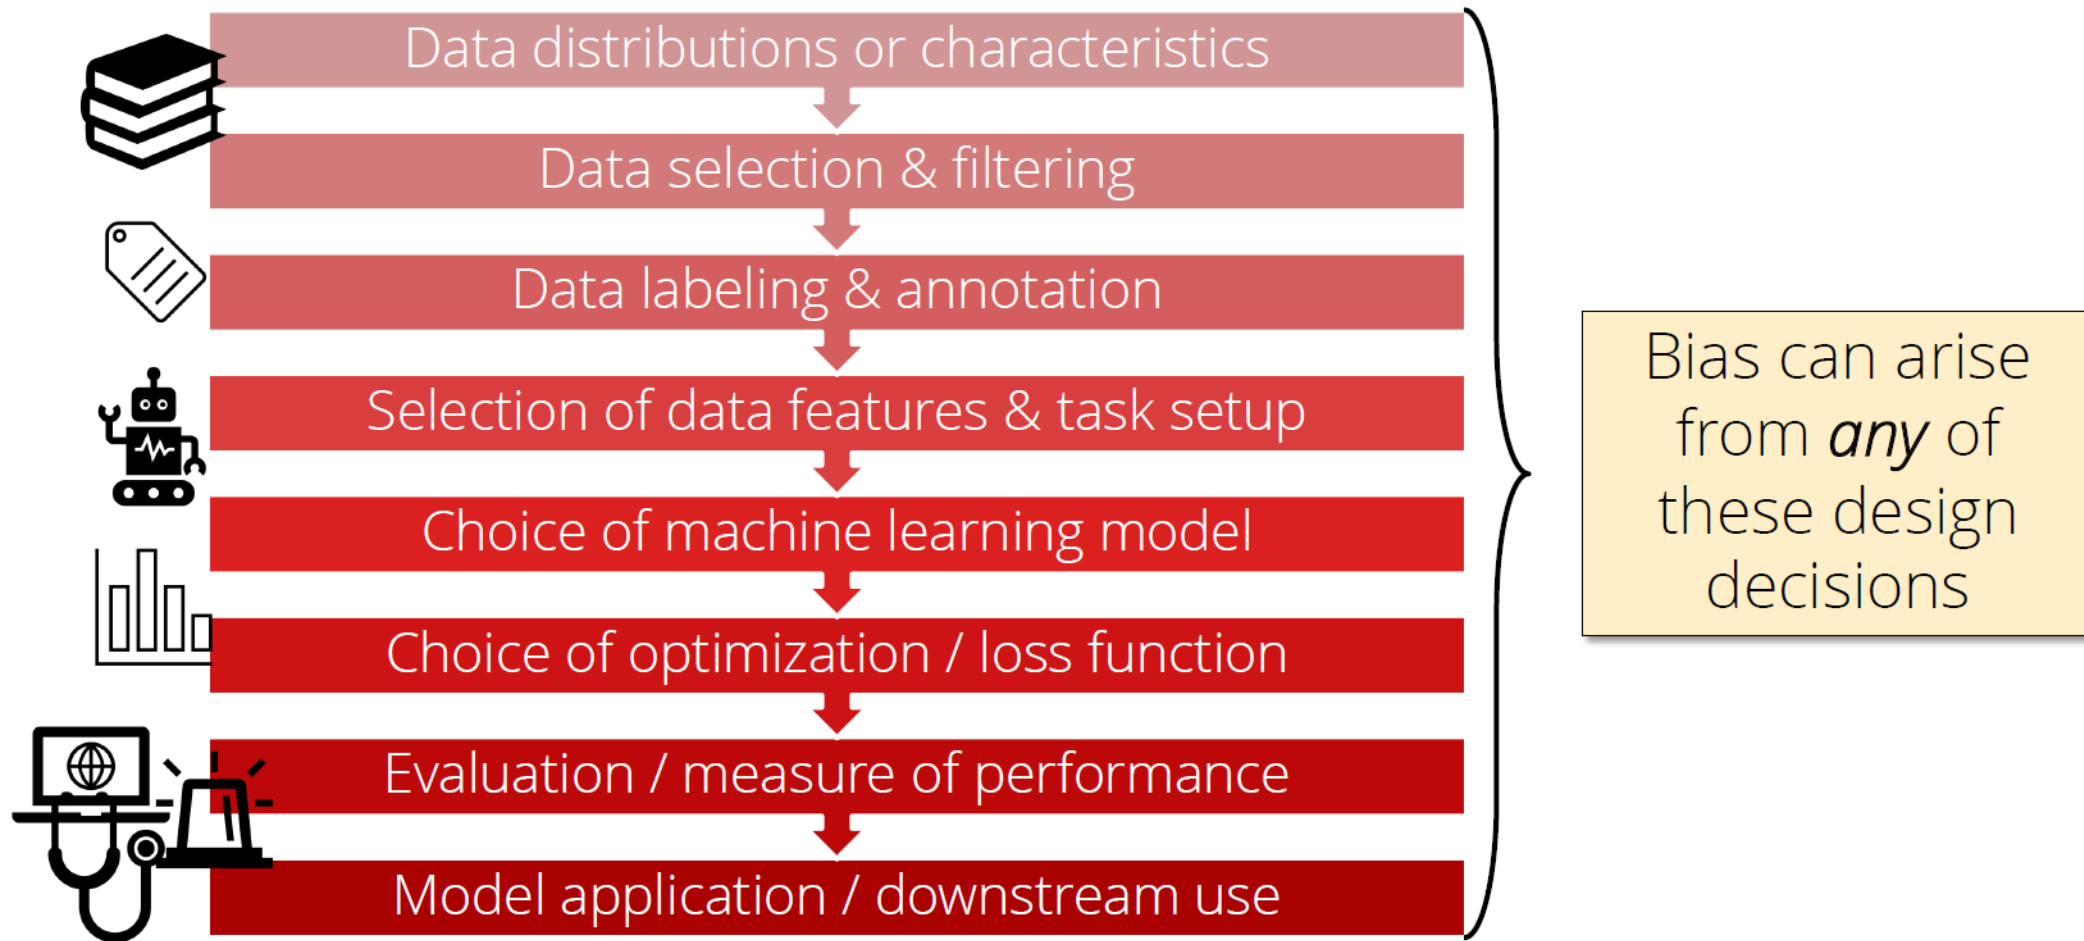 Data distributions or characteristics
Data selection & filtering
Data labeling & annotation
Selection of data features & task setup
Choice of machine learning model
Choice of optimization / loss function
Evaluation / measure of performance
Model application / downstream use
Bias can arise
from any of
these design
decisions